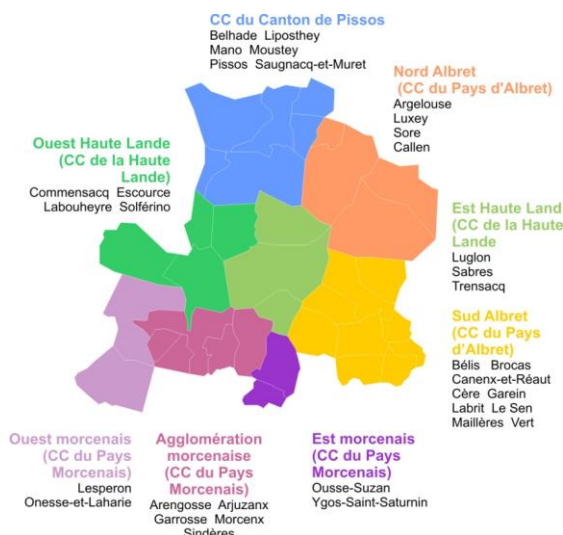 CC du Canton de Pissos
Belhade Liposthey
Mano Moustey
Pissos Saugnacq-et-Muret
Nord Albret
(CC du Pays d'Albret)
Argelouse
Luxey
Sore
Callen
Ouest Haute Lande
(CC de la Haute
Lande)
Commensacq Escource
Labouheyre Solférino
Est Haute Land
(CC de la Haute
Lande
Luglon
Sabres
Trensacq
Sud Albret
(CC du Pays
d'Albret)
Bélis Brocas
Canenx-et-Réaut
Cère Garein
Labrit Le Sen
Maillères Vert
Ouest morcenais
(CC du Pays
Morcenais)
Lesperon
Onesse-et-Laharie
Agglomération
morcenaise
(CC du Pays
Morcenais)
Arengosse Arjuzanx
Garrosse Morcenx
Sindères
Est morcenais
(CC du Pays
Morcenais)
Ousse-Suzan
Ygos-Saint-Saturnin